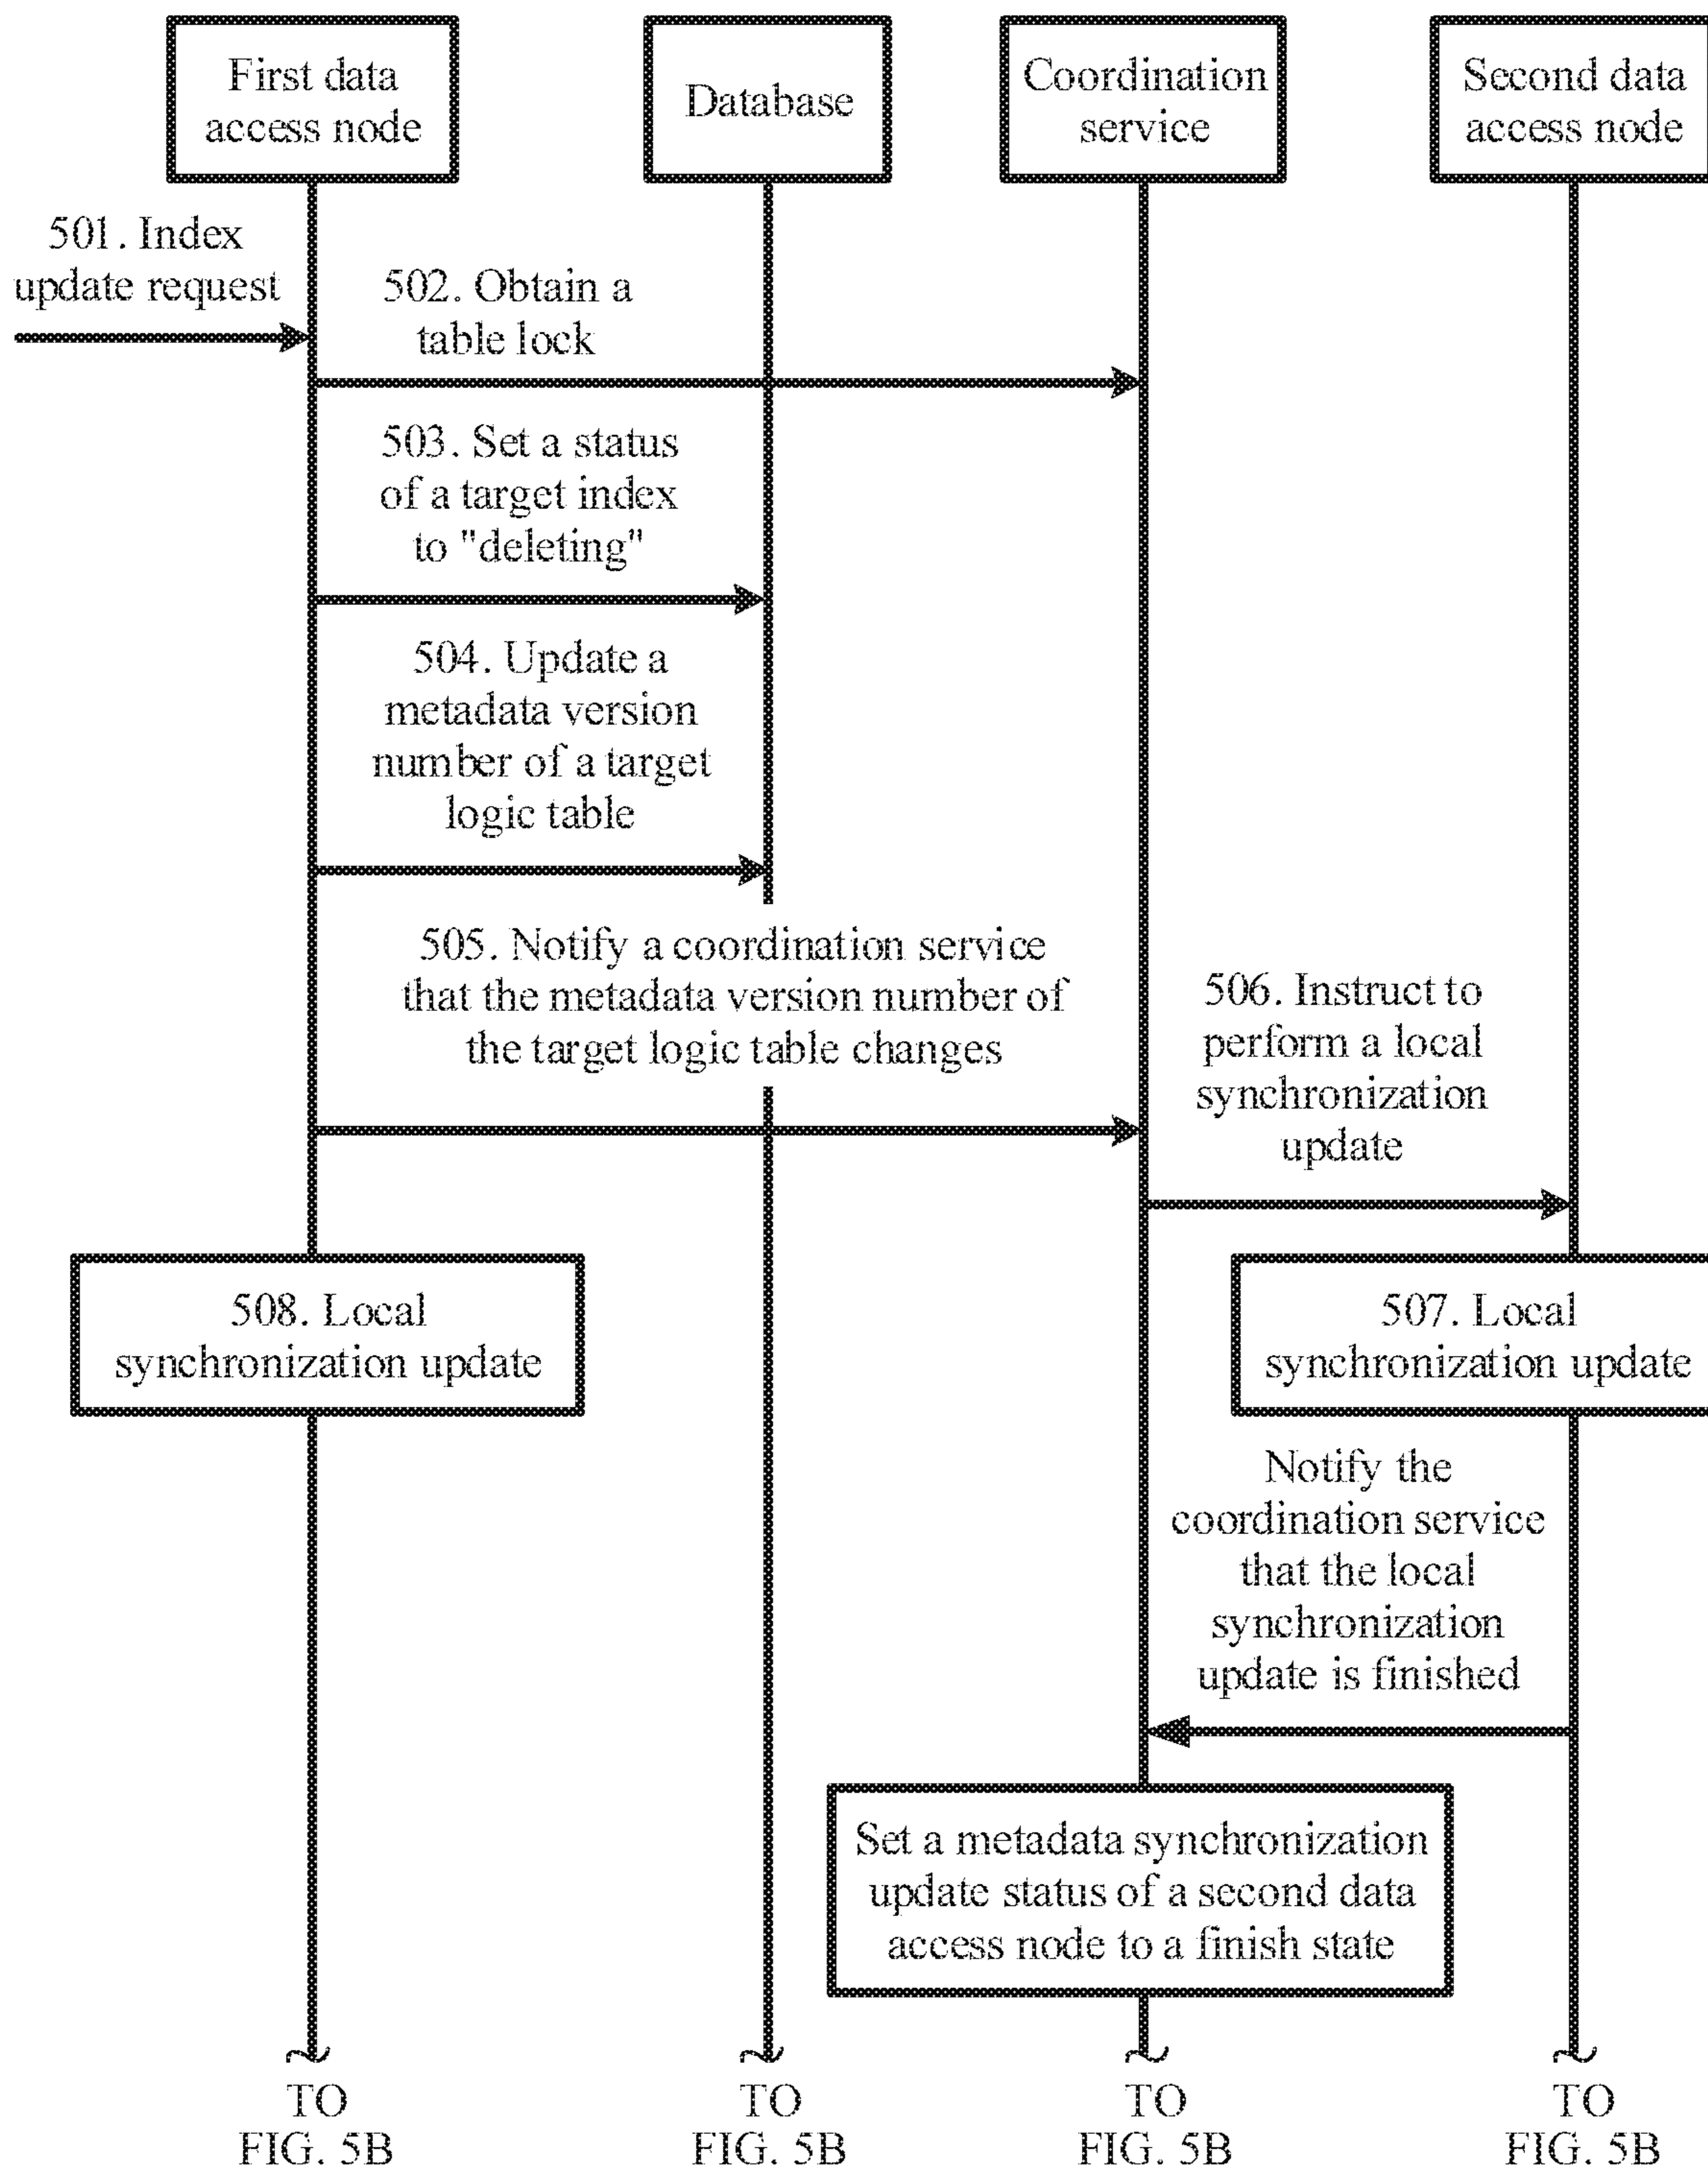 First data
access node
Database
Coordination
service
Second data
access node
501. Index
update request
502. Obtain a
table lock
503. Set a status
of a target index
to "deleting"
504. Update a
metadata version
number of a target
logic table
505. Notify a coordination service
that the metadata version number of
the target logic table changes
506. Instruct to
perform a local
synchronization
update
508. Local
synchronization update
507. Local
synchronization update
Notify the
coordination service
that the local
synchronization
update is finished
Set a metadata synchronization
update status of a second data
access node to a finish state
TO
FIG. 5B
TO
FIG. 5B
TO
FIG. 5B
TO
FIG. 5B